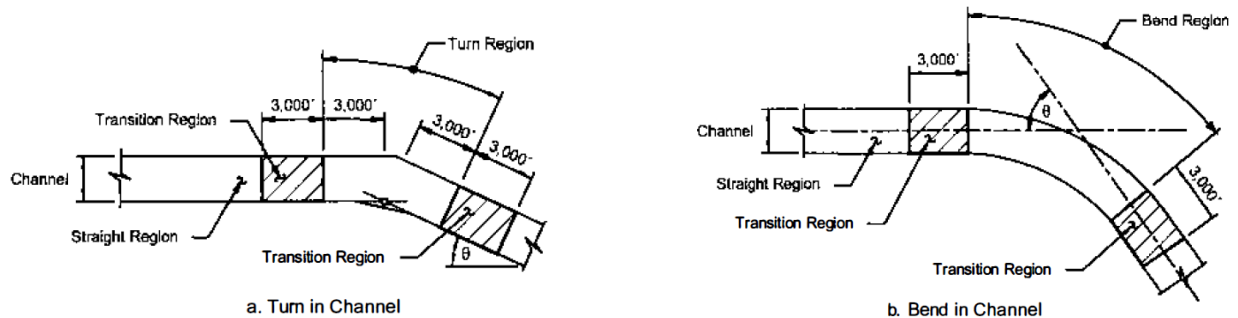 Turn Region
3,000'
3,000'
Transition Region
3,000'
3,000'
Channel
Straight Region
Transition Region
θ
a. Turn in Channel
Bend Region
3,000'
θ
Channel
Straight Region
Transition Region
3,000'
Transition Region
b. Bend in Channel